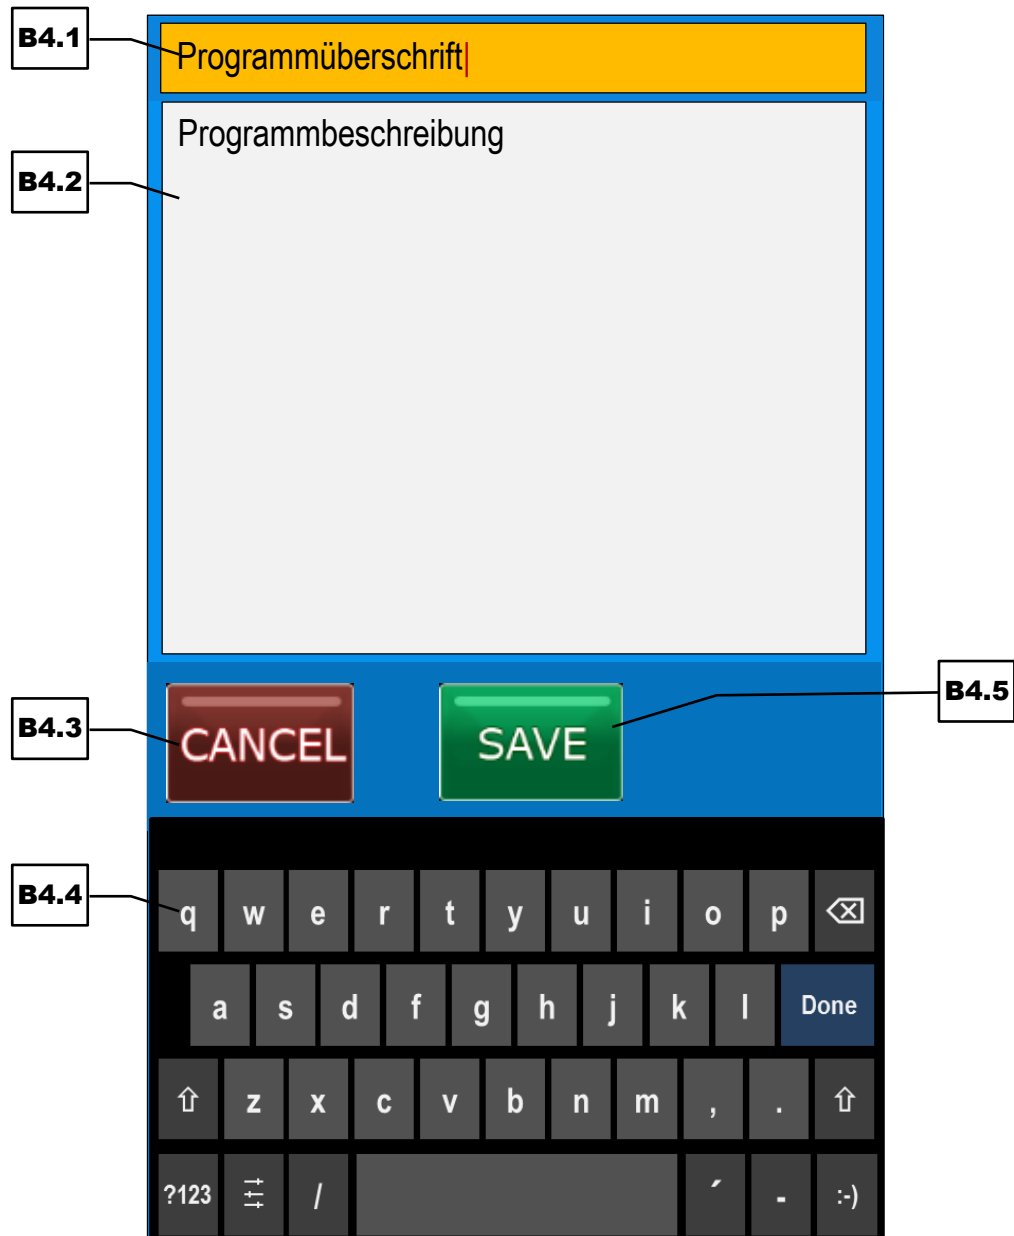 B4.1
Programmüberschrift
Programmbeschreibung
B4.2
B4.5
B4.3
CANCEL
SAVE
B4.4
q w e r t y u i o p
a s d f g h j k l Done
z x c v b n m , .
?123 / ´ - :-)